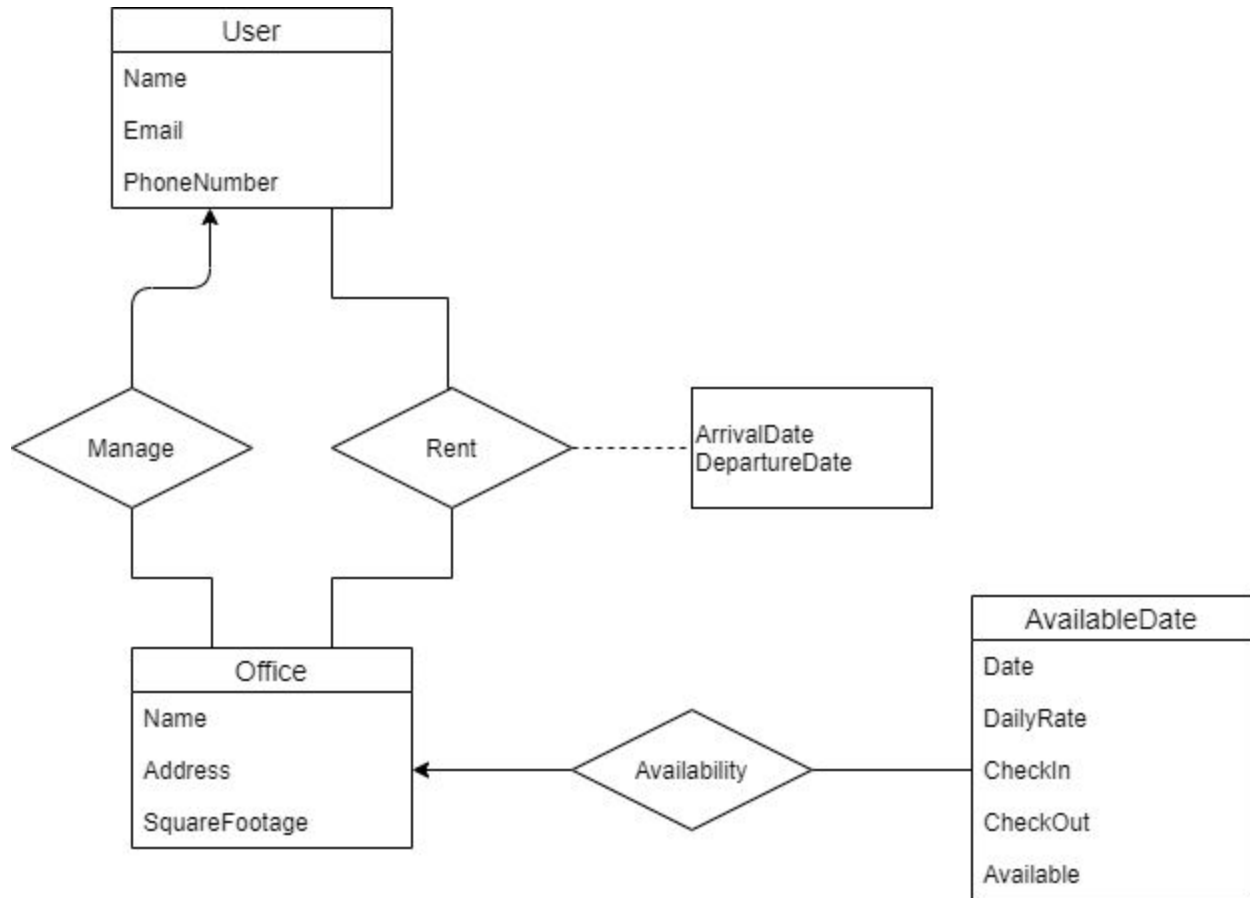 User
Name
Email
PhoneNumber
Manage
Rent
ArrivalDate
DepartureDate
Office
Name
Address
SquareFootage
Availability
AvailableDate
Date
DailyRate
CheckIn
CheckOut
Available